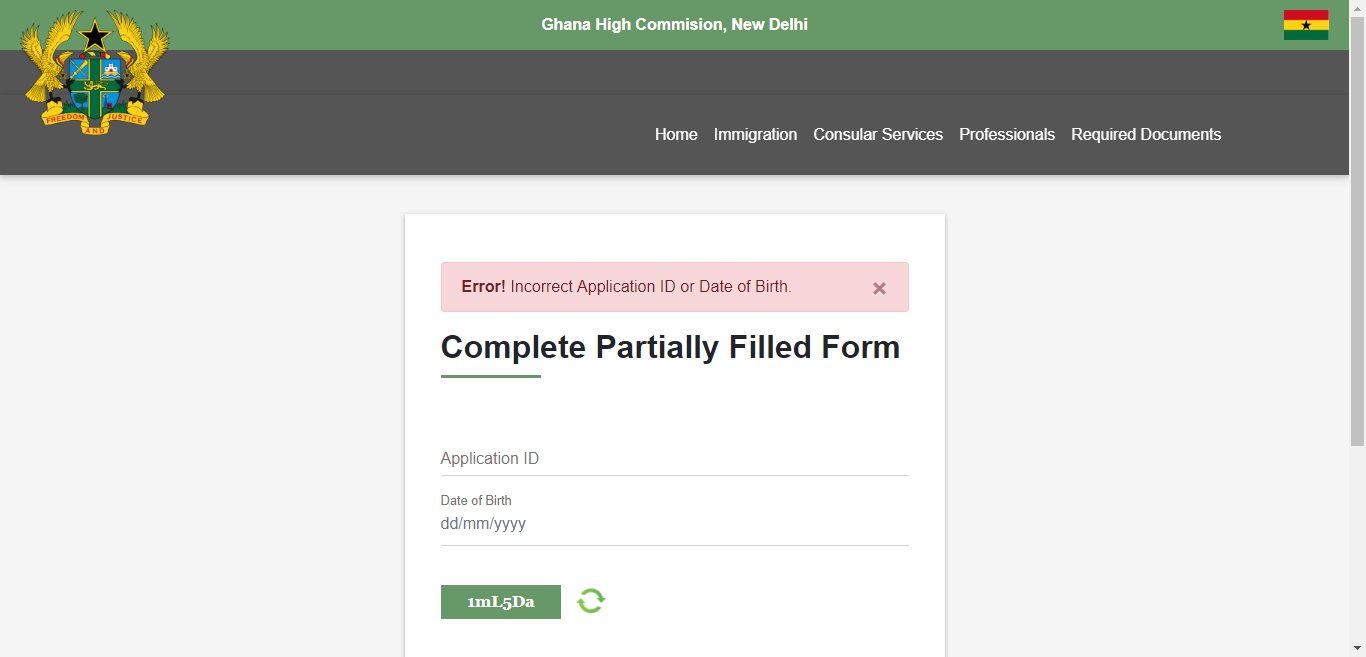 Ghana High Commision, New Delhi
FREEDOM AND JUSTICE
Home Immigration Consular Services Professionals Required Documents
Error! Incorrect Application ID or Date of Birth. ×
Complete Partially Filled Form
Application ID
Date of Birth
dd/mm/yyyy
1mL5Da